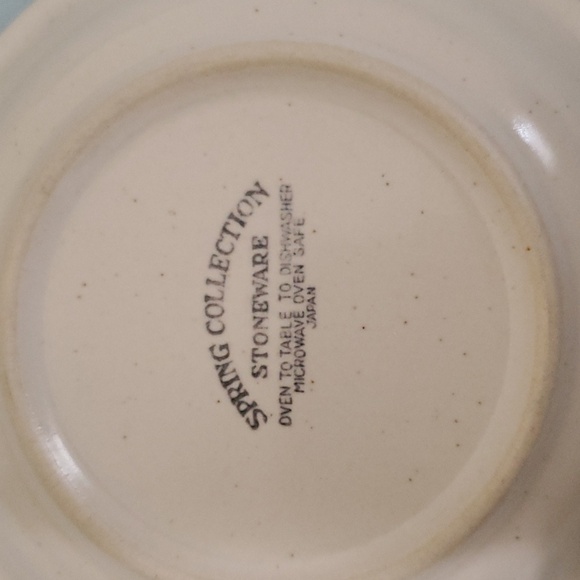 SPRING COLLECTION
STONEWARE
OVEN TO TABLE TO DISHWASHER
MICROWAVE OVEN SAFE
JAPAN